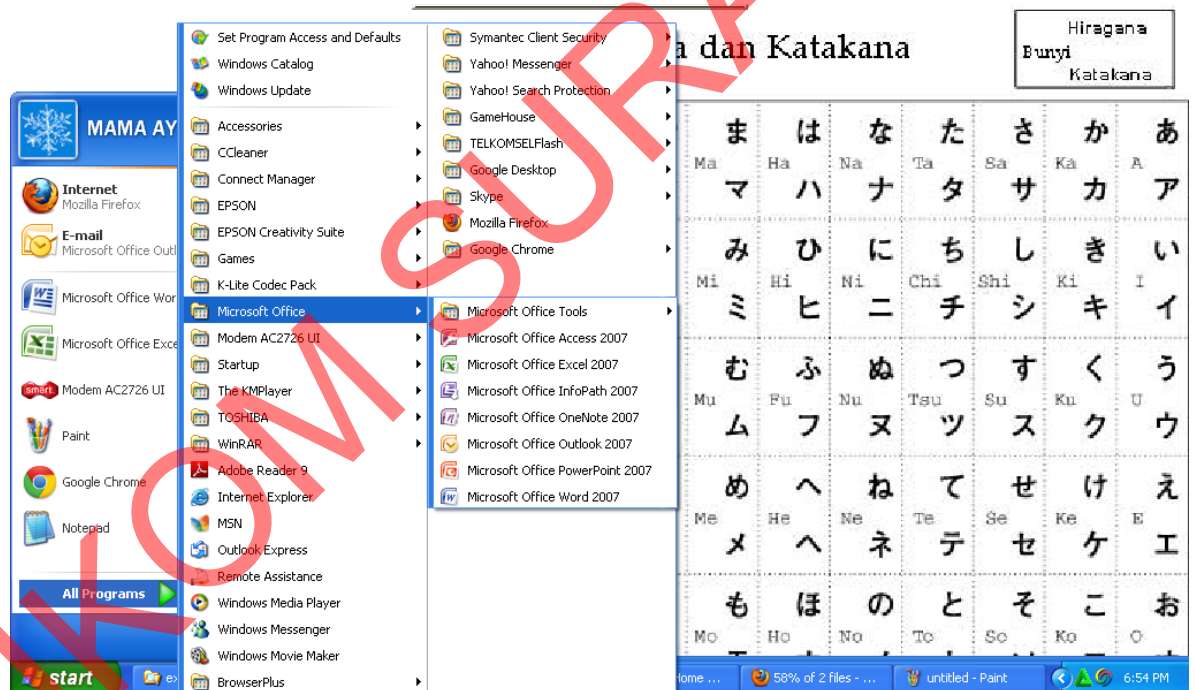 a dan Katakana
Hiragana
Bunyi
Katakana
MAMA AY
Internet
Mozilla Firefox
E-mail
Microsoft Office Outl
Microsoft Office Wor
Microsoft Office Exce
smart
Modem AC2726 UI
Paint
Google Chrome
Notepad
All Programs
Set Program Access and Defaults
Windows Catalog
Windows Update
Accessories
CCleaner
Connect Manager
EPSON
EPSON Creativity Suite
Games
K-Lite Codec Pack
Microsoft Office
Modem AC2726 UI
Startup
The KMPlayer
TOSHIBA
WinRAR
Adobe Reader 9
Internet Explorer
MSN
Outlook Express
Remote Assistance
Windows Media Player
Windows Messenger
Windows Movie Maker
BrowserPlus
Symantec Client Security
Yahoo! Messenger
Yahoo! Search Protection
GameHouse
TELKOMSELFlash
Google Desktop
Skype
Mozilla Firefox
Google Chrome
Microsoft Office Tools
Microsoft Office Access 2007
Microsoft Office Excel 2007
Microsoft Office InfoPath 2007
Microsoft Office OneNote 2007
Microsoft Office Outlook 2007
Microsoft Office PowerPoint 2007
Microsoft Office Word 2007
ま は な た さ か あ
Ma Ha Na Ta Sa Ka A
マ ハ ナ タ サ カ ア
み ひ に ち し き い
Mi Hi Ni Chi Shi Ki I
ミ ヒ ニ チ シ キ イ
む ふ ぬ つ す く う
Mu Fu Nu Tsu Su Ku U
ム フ ヌ ツ ス ク ウ
め へ ね て せ け え
Me He Ne Te Se Ke E
メ ヘ ネ テ セ ケ エ
も ほ の と そ こ お
Mo Ho No To So Ko O
start
ex
Home ...
58% of 2 files - ...
untitled - Paint
6:54 PM
IKOM SURA